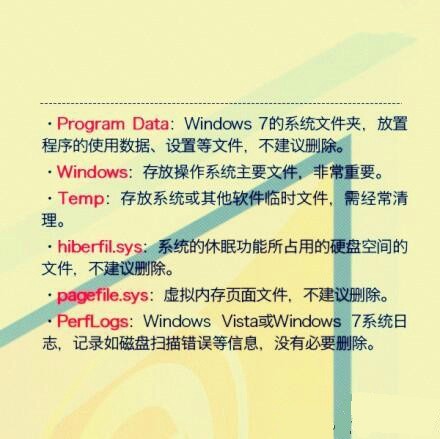 ·Program Data：Windows 7的系统文件夹，放置
程序的使用数据、设置等文件，不建议删除。
·Windows：存放操作系统主要文件，非常重要。
·Temp：存放系统或其他软件临时文件，需经常清
理。
·hiberfil.sys：系统的休眠功能所占用的硬盘空间的
文件，不建议删除。
·pagefile.sys：虚拟内存页面文件，不建议删除。
·PerfLogs：Windows Vista或Windows 7系统日
志，记录如磁盘扫描错误等信息，没有必要删除。